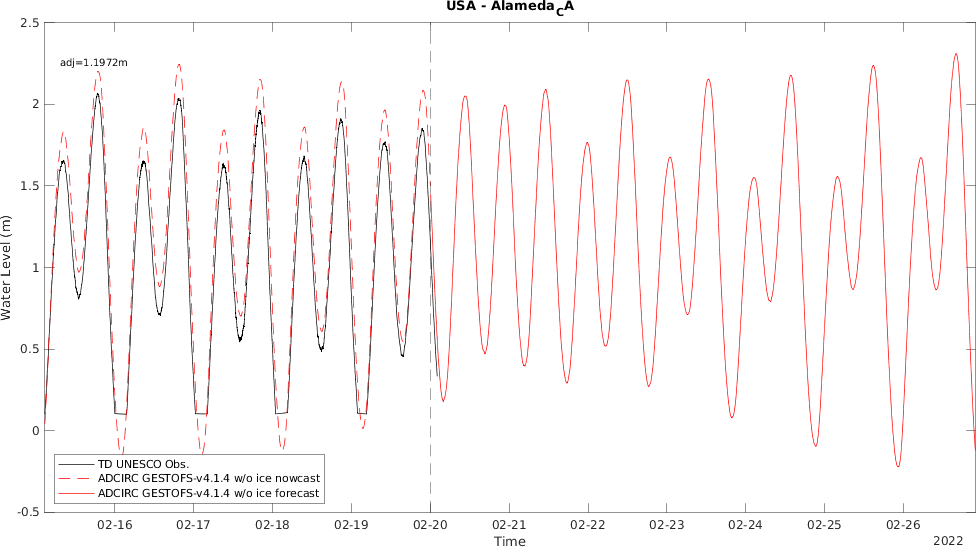 USA - Alameda_CA
2.5
adj=1.1972m
2
1.5
1
0.5
0
-0.5
Water Level (m)
TD UNESCO Obs.
ADCIRC GESTOFS-v4.1.4 w/o ice nowcast
ADCIRC GESTOFS-v4.1.4 w/o ice forecast
02-16 02-17 02-18 02-19 02-20 02-21 02-22 02-23 02-24 02-25 02-26
Time
2022